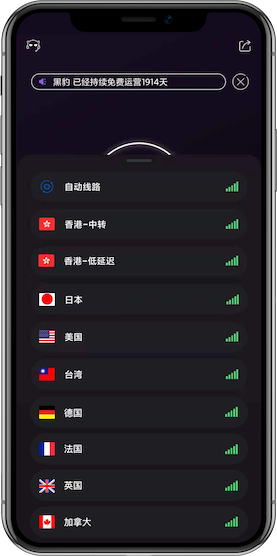 黑豹 已经持续免费运营1914天
自动线路
香港-中转
香港-低延迟
日本
美国
台湾
德国
法国
英国
加拿大